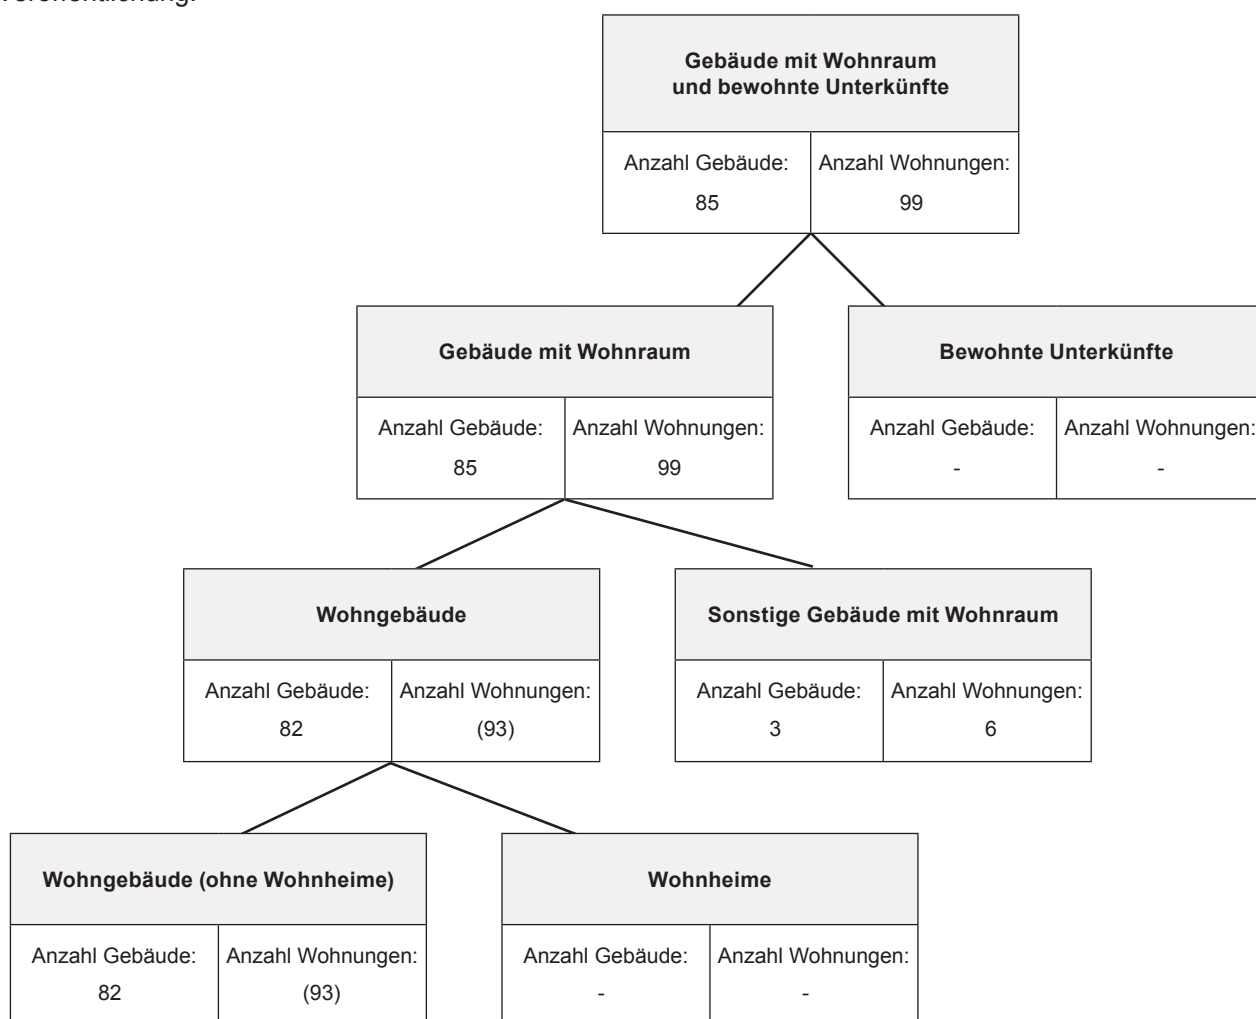 Veröffentlichung.
Gebäude mit Wohnraum
und bewohnte Unterkünfte
Anzahl Gebäude: Anzahl Wohnungen:
85 99
Gebäude mit Wohnraum
Bewohnte Unterkünfte
Anzahl Gebäude: Anzahl Wohnungen:
85 99
Anzahl Gebäude: Anzahl Wohnungen:
- -
Wohngebäude
Sonstige Gebäude mit Wohnraum
Anzahl Gebäude: Anzahl Wohnungen:
82 (93)
Anzahl Gebäude: Anzahl Wohnungen:
3 6
Wohngebäude (ohne Wohnheime)
Wohnheime
Anzahl Gebäude: Anzahl Wohnungen:
82 (93)
Anzahl Gebäude: Anzahl Wohnungen:
- -